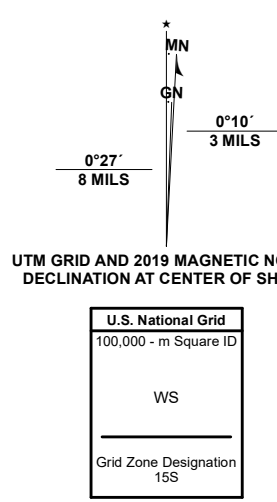 ★
MN
GN
0°27´
8 MILS
0°10´
3 MILS
UTM GRID AND 2019 MAGNETIC NO
DECLINATION AT CENTER OF SH
U.S. National Grid
100,000 - m Square ID
WS
Grid Zone Designation
15S